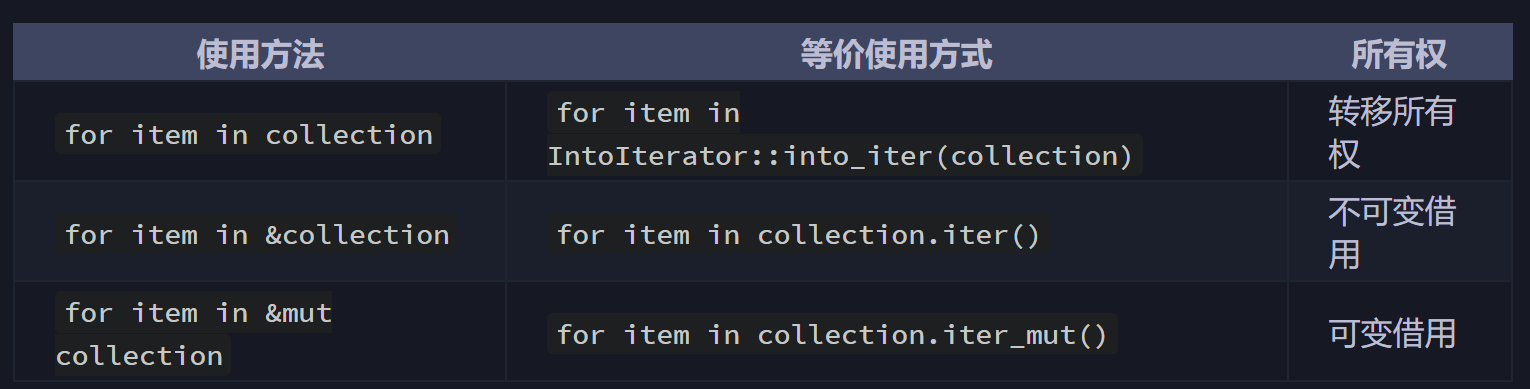 使用方法 等价使用方式 所有权
for item in collection
for item in
IntoIterator::into_iter(collection)
转移所有
权
for item in &collection
for item in collection.iter()
不可变借
用
for item in &mut
collection
for item in collection.iter_mut()
可变借用